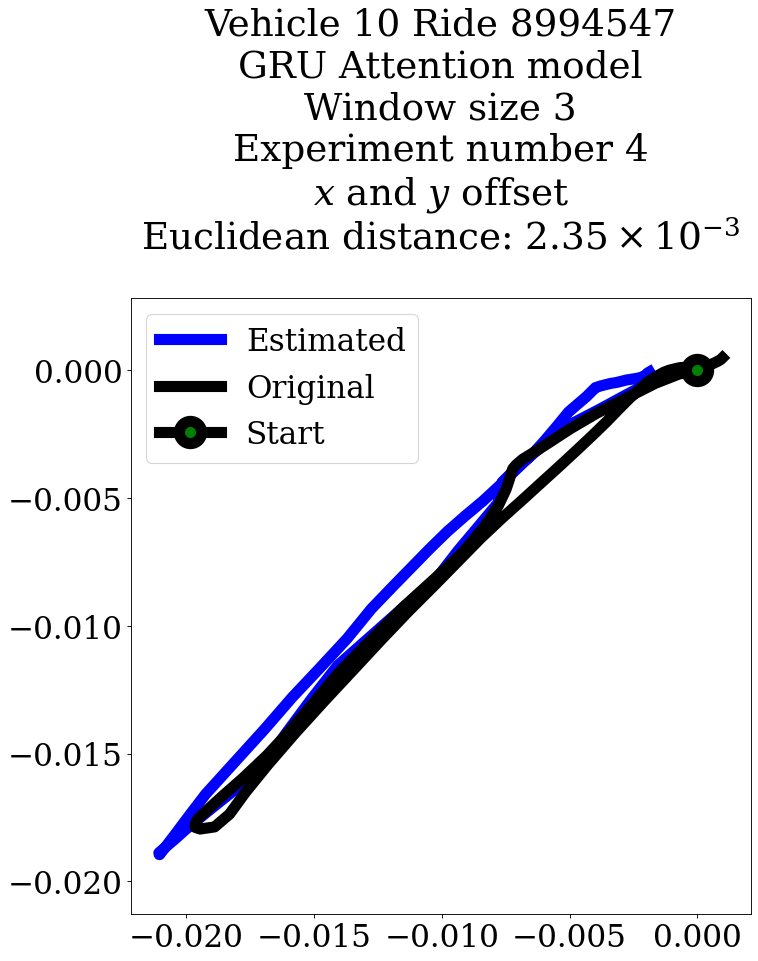 Vehicle 10 Ride 8994547
GRU Attention model
Window size 3
Experiment number 4
x and y offset
Euclidean distance: 2.35 × 10⁻³
Estimated
Original
Start
0.000
−0.005
−0.010
−0.015
−0.020
−0.020 −0.015 −0.010 −0.005 0.000